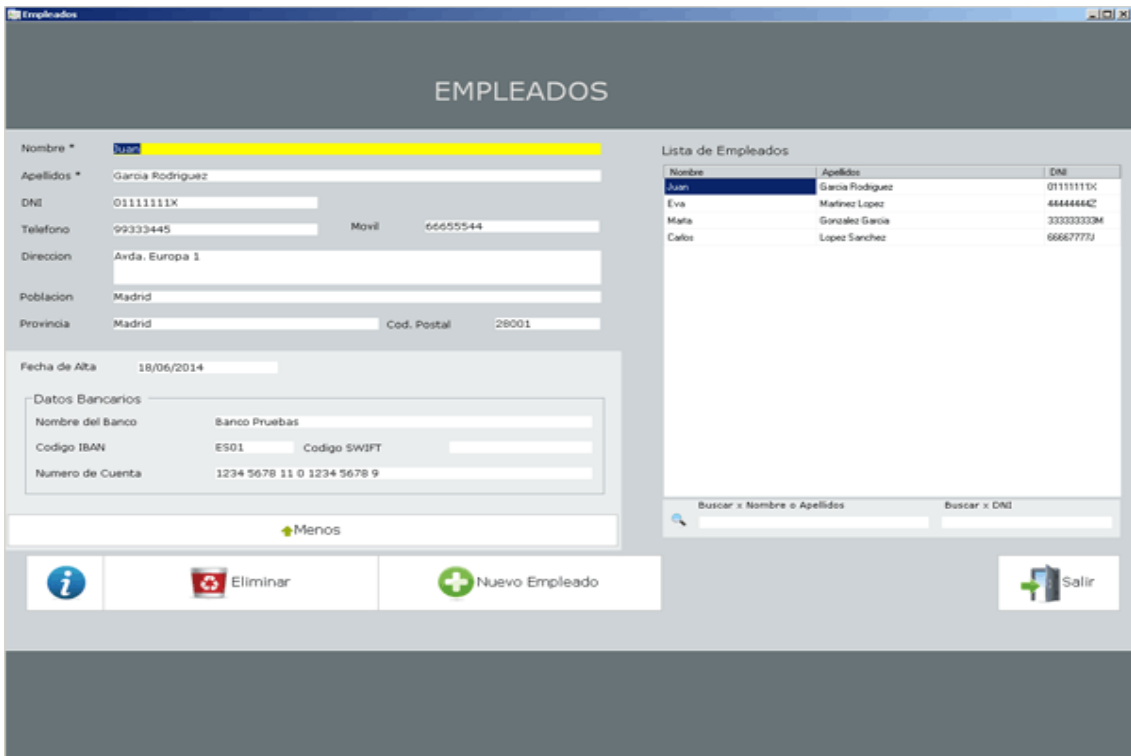 Empleados
EMPLEADOS
Nombre * Juan
Apellidos * Garcia Rodriguez
DNI 01111111X
Telefono 99333445 Movil 66655544
Direccion Avda. Europa 1
Poblacion Madrid
Provincia Madrid Cod. Postal 28001
Fecha de Alta 18/06/2014
Datos Bancarios
Nombre del Banco Banco Pruebas
Codigo IBAN ES01 Codigo SWIFT
Numero de Cuenta 1234 5678 11 0 1234 5678 9
Menos
Lista de Empleados
Nombre Apellidos DNI
Juan Garcia Rodriguez 01111111X
Eva Martinez Lopez 44444444Z
Marta Gonzalez Garcia 333333333M
Carlos Lopez Sanchez 66667777J
Buscar x Nombre o Apellidos Buscar x DNI
Eliminar Nuevo Empleado Salir